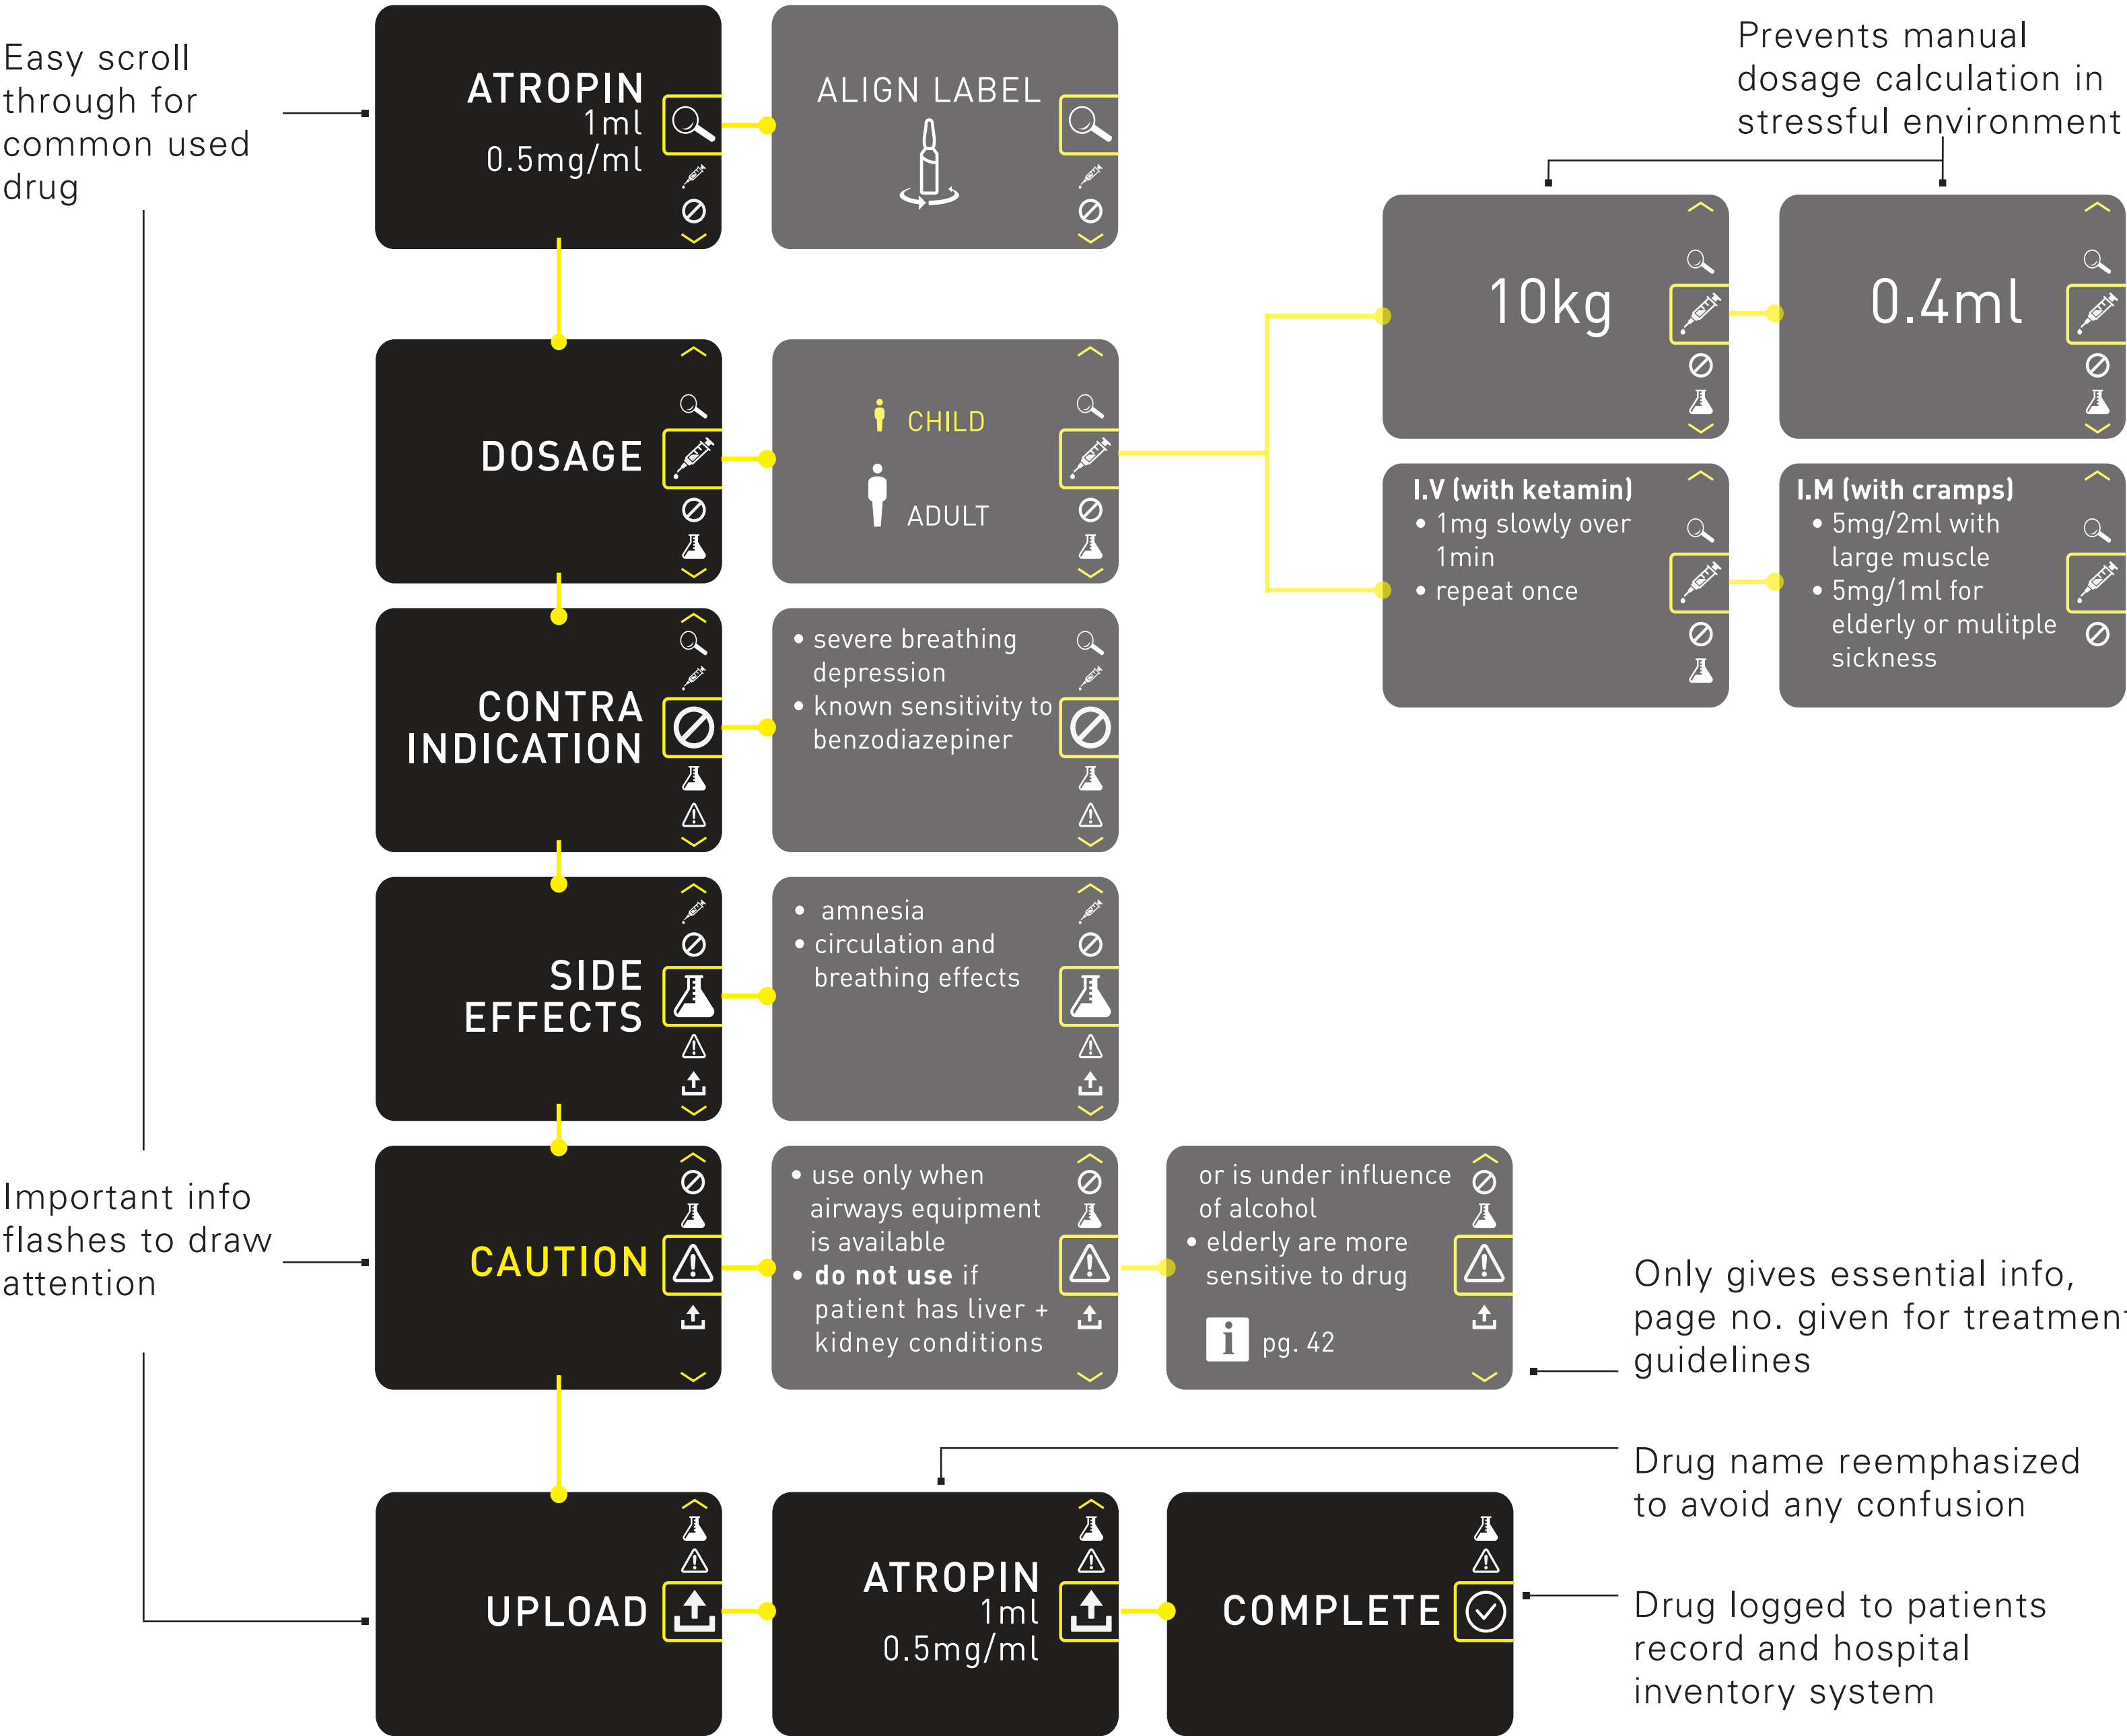 Easy scroll
through for
common used
drug
ATROPIN
1ml
0.5mg/ml
ALIGN LABEL
Prevents manual
dosage calculation in
stressful environment
10kg
0.4ml
DOSAGE
CHILD
ADULT
I.V (with ketamin)
• 1mg slowly over
1min
• repeat once
I.M (with cramps)
• 5mg/2ml with
large muscle
• 5mg/1ml for
elderly or mulitple
sickness
CONTRA
INDICATION
• severe breathing
depression
• known sensitivity to
benzodiazepiner
SIDE
EFFECTS
• amnesia
• circulation and
breathing effects
Important info
flashes to draw
attention
CAUTION
• use only when
airways equipment
is available
• do not use if
patient has liver +
kidney conditions
or is under influence
of alcohol
• elderly are more
sensitive to drug
i pg. 42
Only gives essential info,
page no. given for treatment
guidelines
Drug name reemphasized
to avoid any confusion
UPLOAD
ATROPIN
1ml
0.5mg/ml
COMPLETE
Drug logged to patients
record and hospital
inventory system